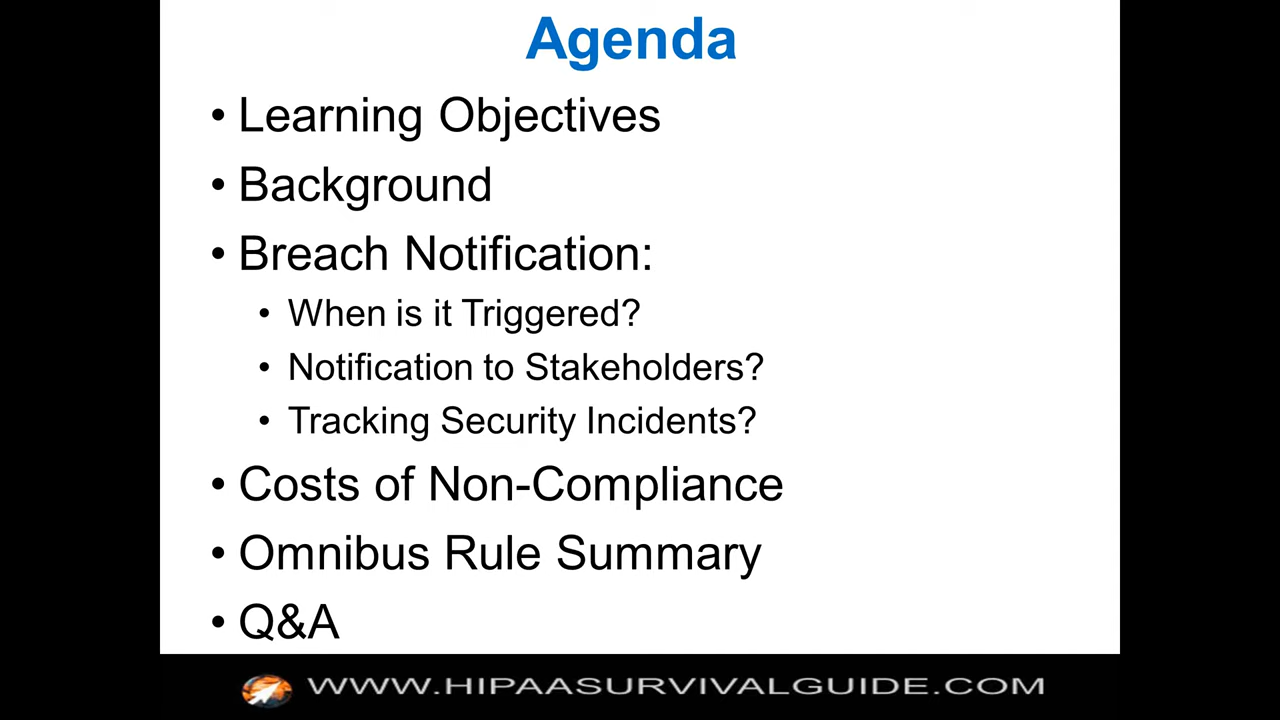 Agenda
• Learning Objectives
• Background
• Breach Notification:
• When is it Triggered?
• Notification to Stakeholders?
• Tracking Security Incidents?
• Costs of Non-Compliance
• Omnibus Rule Summary
• Q&A
WWW.HIPAASURVIVALGUIDE.COM